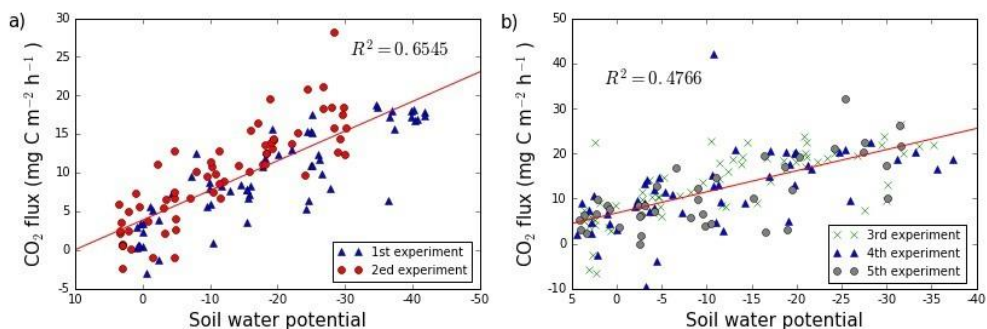 a)
CO2 flux (mg C m−2 h−1)
30
25
20
15
10
5
0
-5
R2 = 0.6545
1st experiment
2ed experiment
10 0 -10 -20 -30 -40 -50
Soil water potential
b)
CO2 flux (mg C m−2 h−1)
50
40
30
20
10
0
-10
R2 = 0.4766
3rd experiment
4th experiment
5th experiment
5 0 -5 -10 -15 -20 -25 -30 -35 -40
Soil water potential